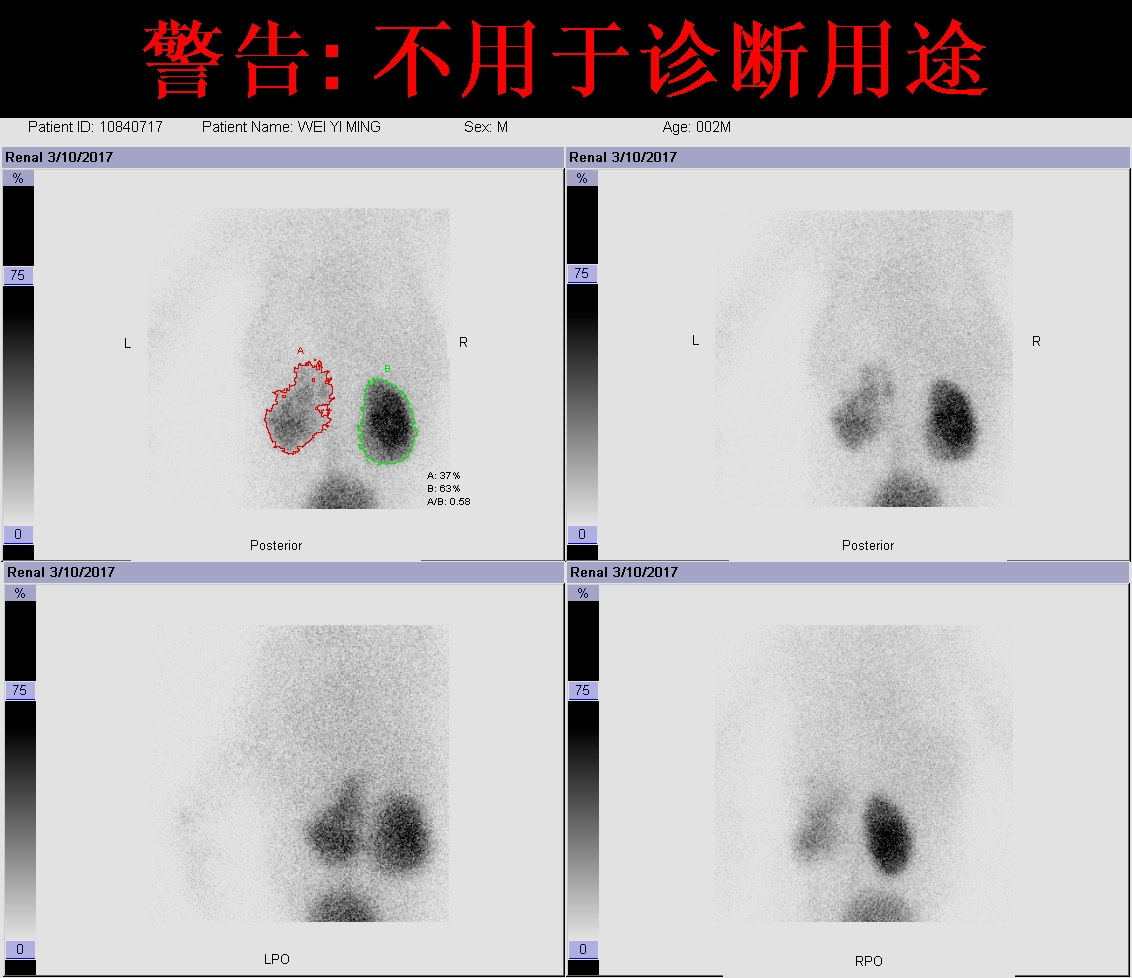 警告: 不用于诊断用途
Patient ID: 10840717 Patient Name: WEI YI MING Sex: M Age: 002M
Renal 3/10/2017
%
75
0
L
R
A
B
A: 37%
B: 63%
A/B: 0.58
Posterior
Renal 3/10/2017
%
75
0
L
R
Posterior
Renal 3/10/2017
%
75
0
LPO
Renal 3/10/2017
%
75
0
RPO